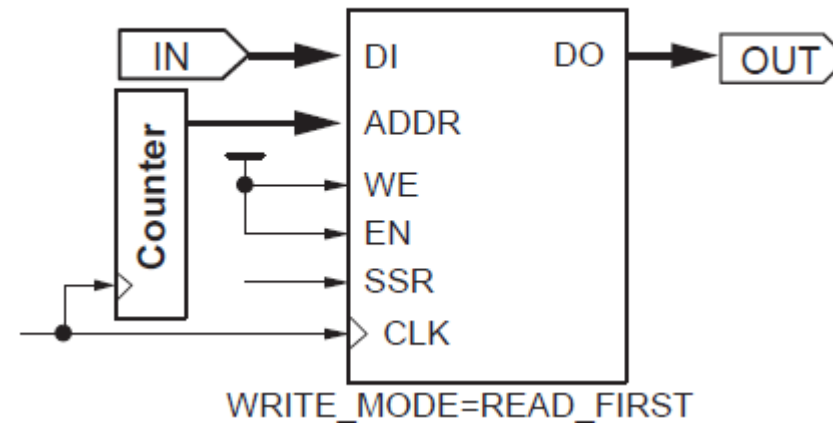 IN
DI
DO
OUT
Counter
ADDR
WE
EN
SSR
CLK
WRITE_MODE=READ_FIRST